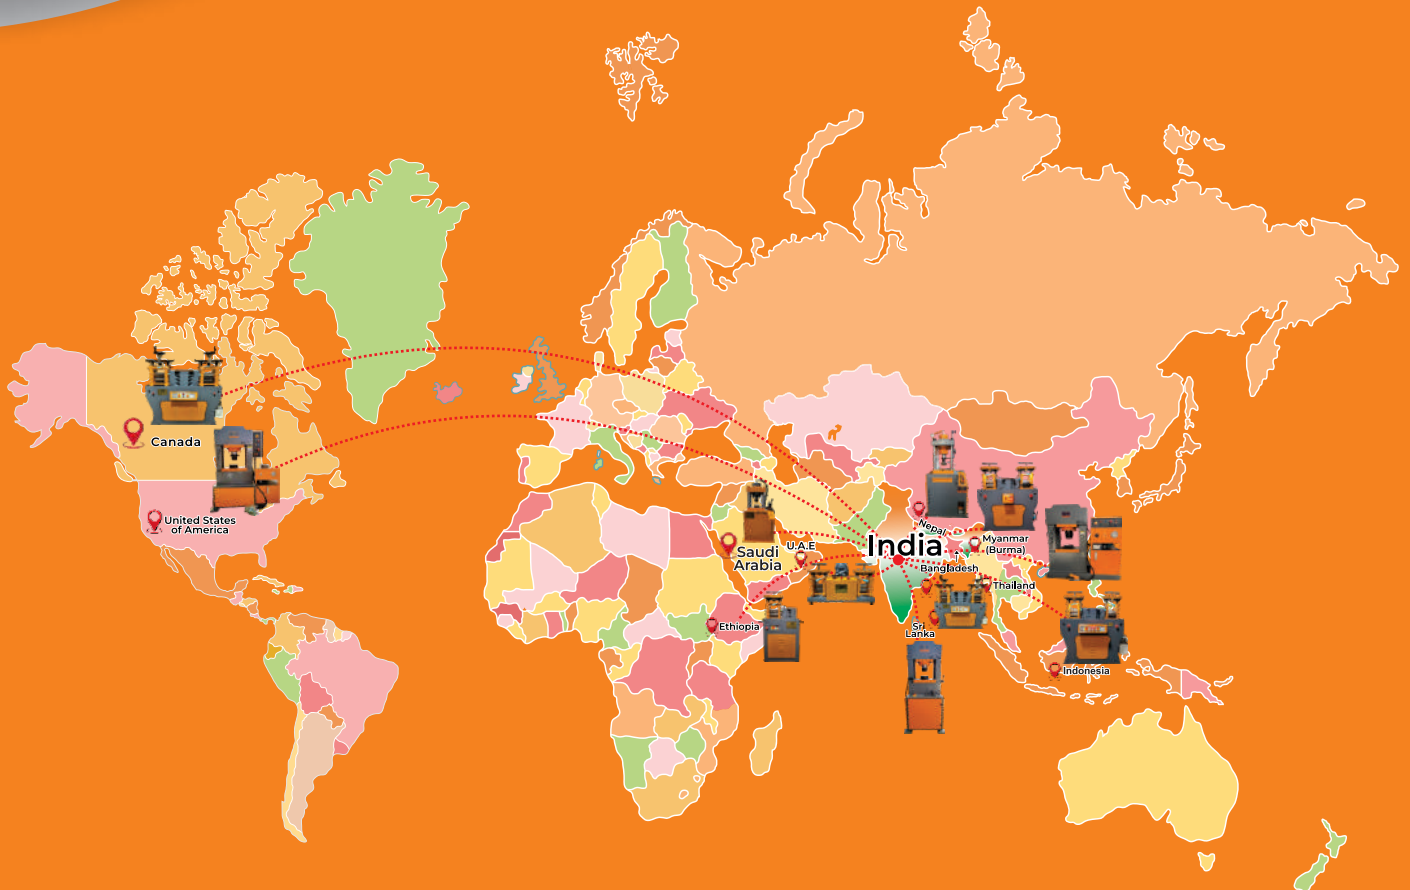 Canada
United States
of America
Saudi
Arabia
U.A.E
Ethiopia
India
Nepal
Myanmar
(Burma)
Bangladesh
Thailand
Sri
Lanka
Indonesia